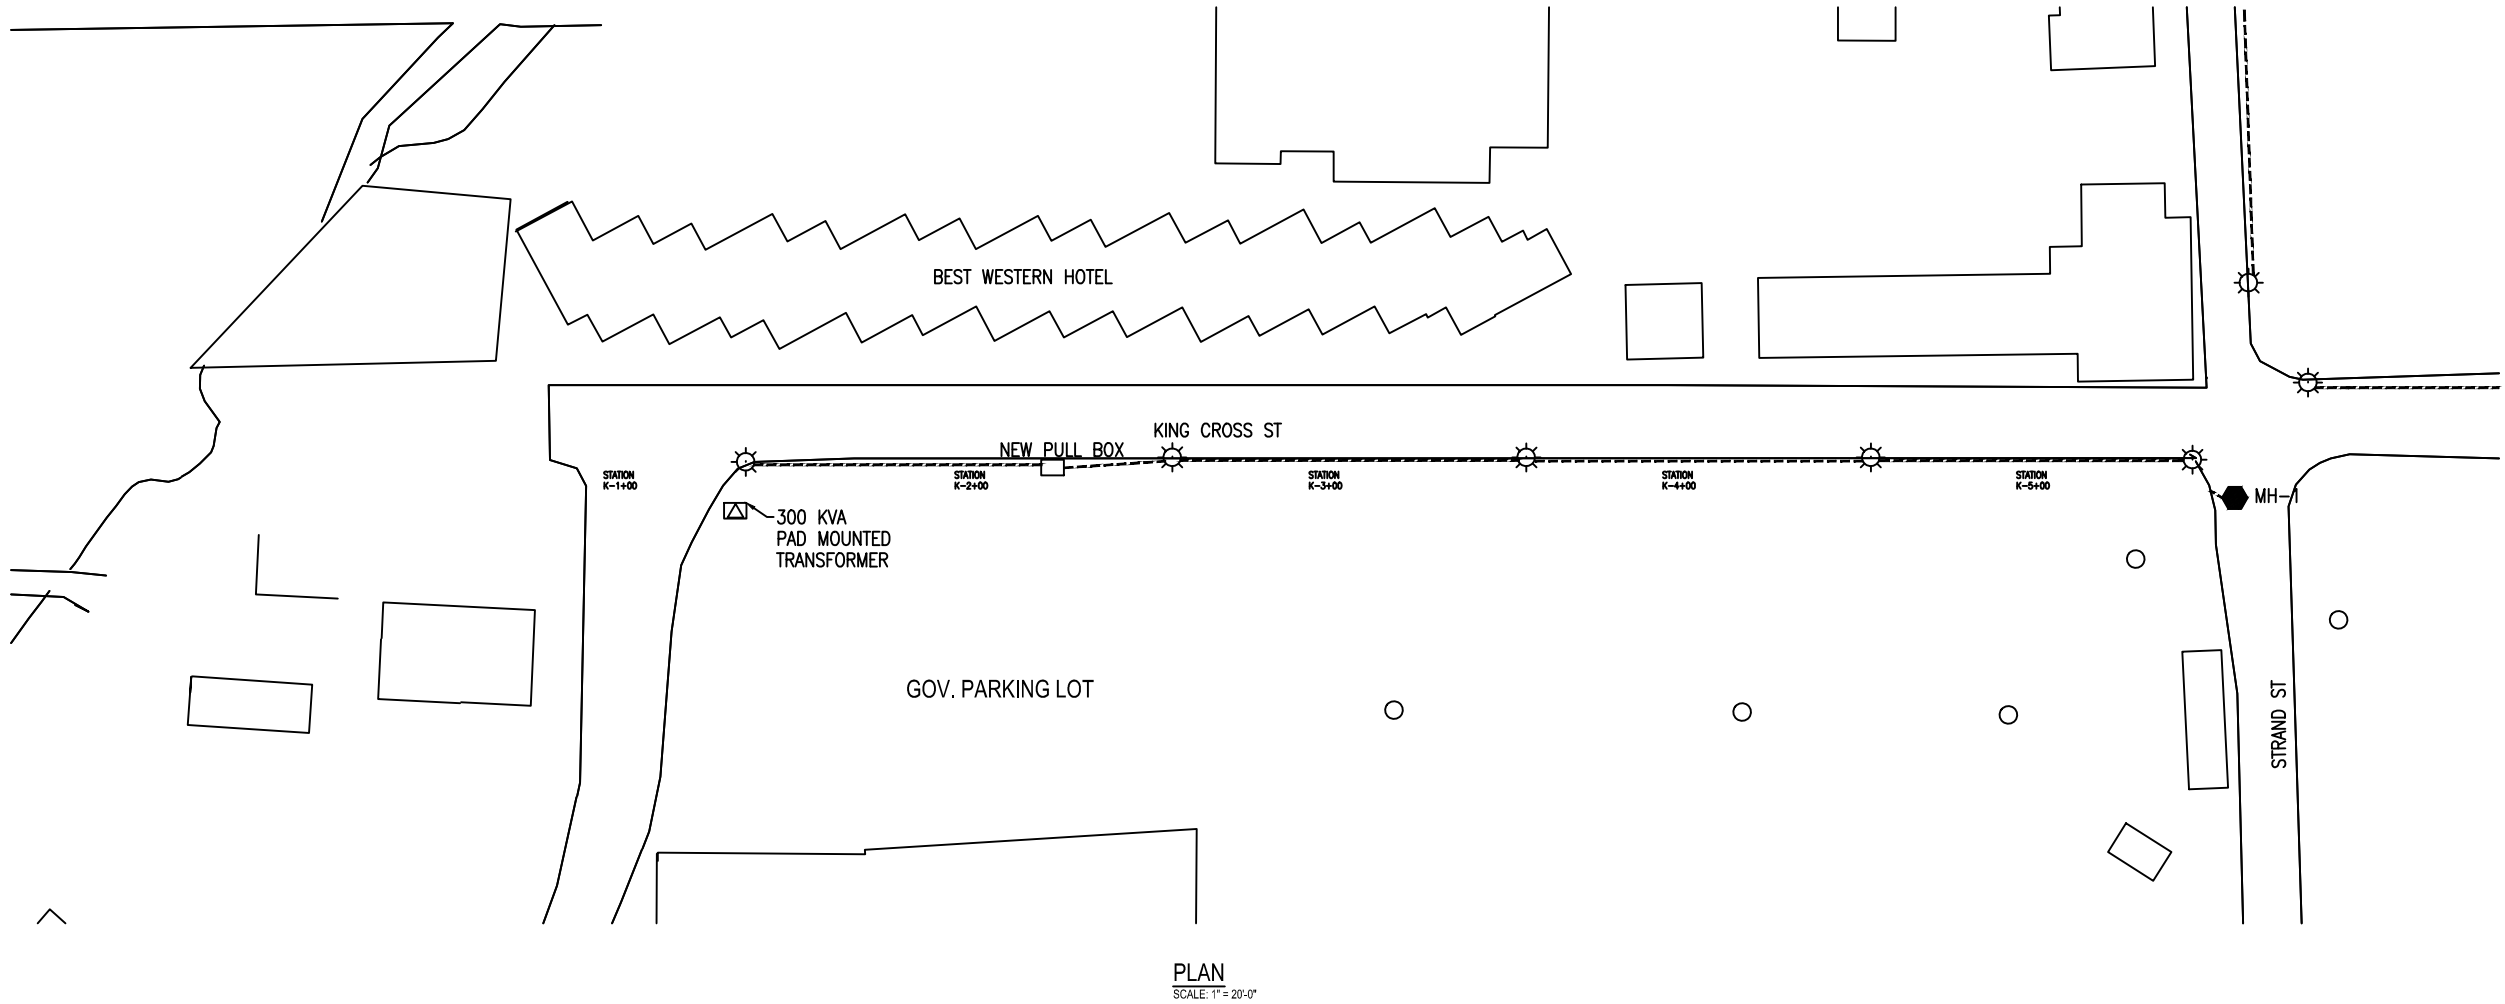 BEST WESTERN HOTEL
KING CROSS ST
NEW PULL BOX
STATION
K-1+00
STATION
K-2+00
STATION
K-3+00
STATION
K-4+00
STATION
K-5+00
MH-1
300 KVA
PAD MOUNTED
TRANSFORMER
GOV. PARKING LOT
STRAND ST
PLAN
SCALE: 1" = 20'-0"